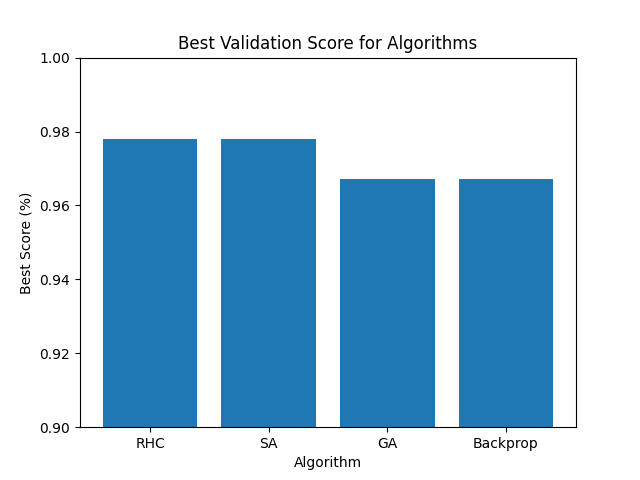 Best Validation Score for Algorithms
1.00
0.98
0.96
0.94
0.92
0.90
Best Score (%)
RHC SA GA Backprop
Algorithm